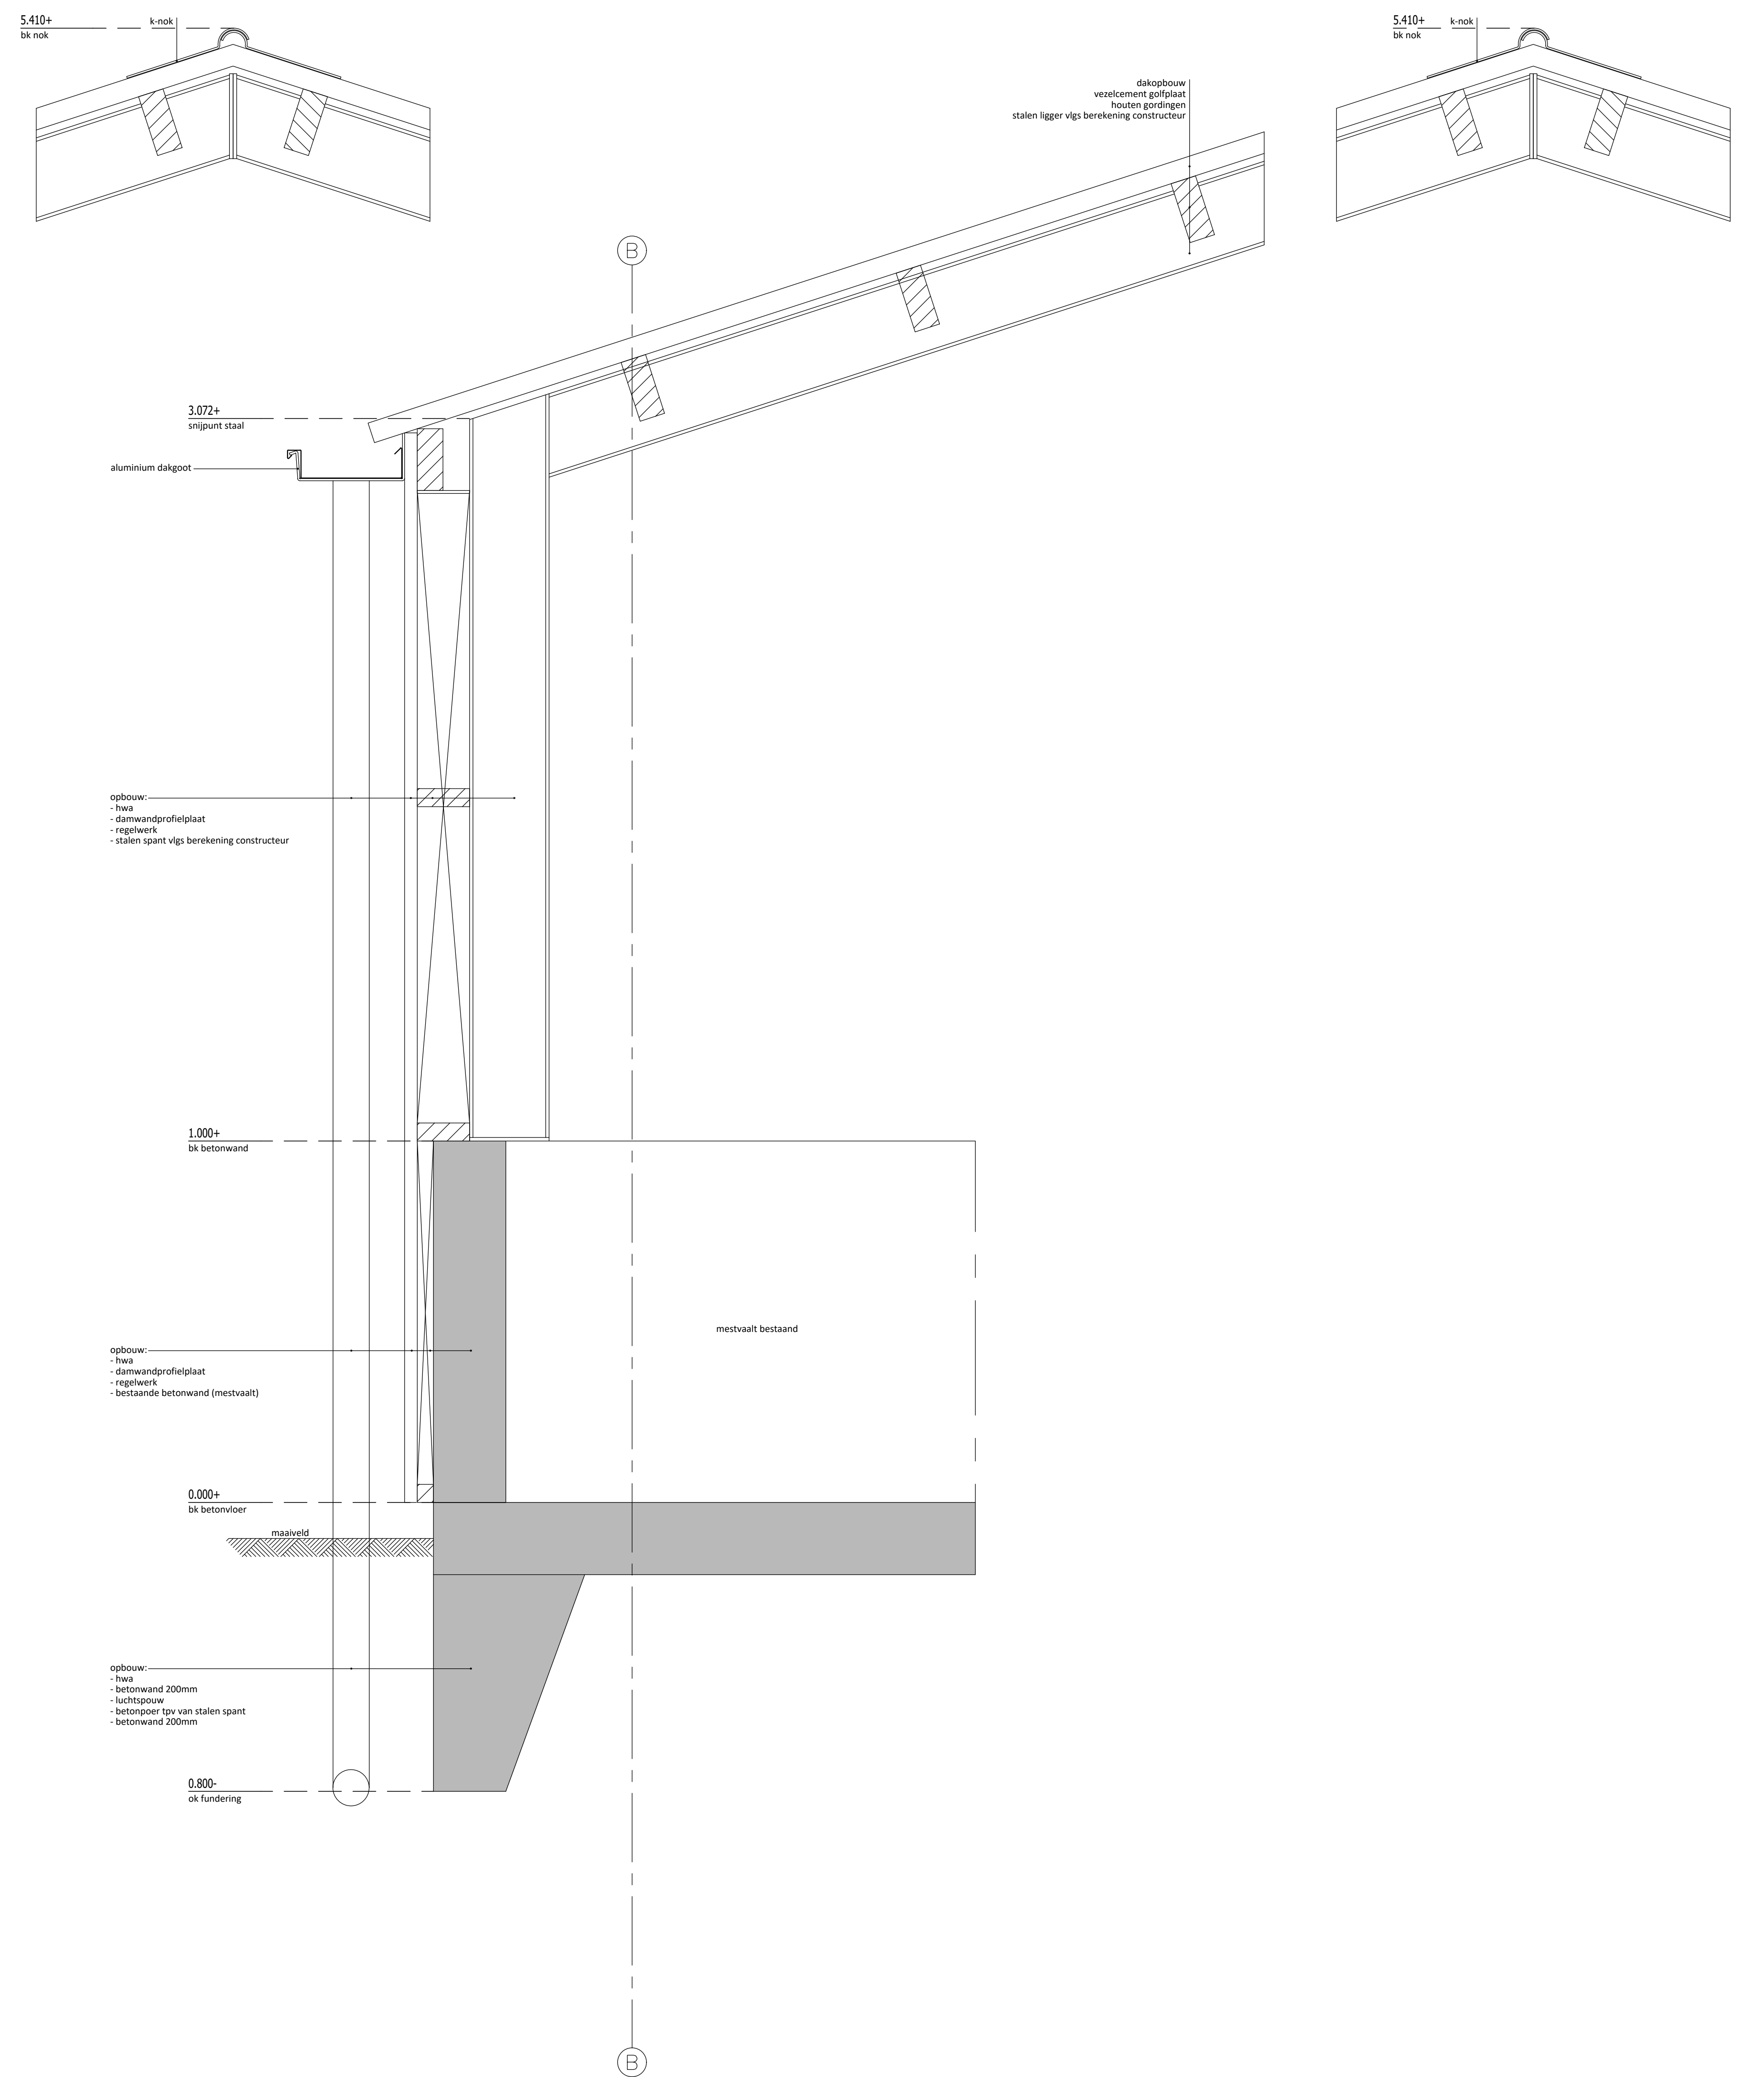 5.410+
bk nok
k-nok
5.410+
bk nok
k-nok
dakopbouw
vezelcement golfplaat
houten gordingen
stalen ligger vlgs berekening constructeur
B
3.072+
snijpunt staal
aluminium dakgoot
opbouw:
- hwa
- damwandprofielplaat
- regelwerk
- stalen spant vlgs berekening constructeur
1.000+
bk betonwand
mestvaalt bestaand
opbouw:
- hwa
- damwandprofielplaat
- regelwerk
- bestaande betonwand (mestvaalt)
0.000+
bk betonvloer
maaiveld
opbouw:
- hwa
- betonwand 200mm
- luchtspouw
- betonpoer tpv van stalen spant
- betonwand 200mm
0.800-
ok fundering
B